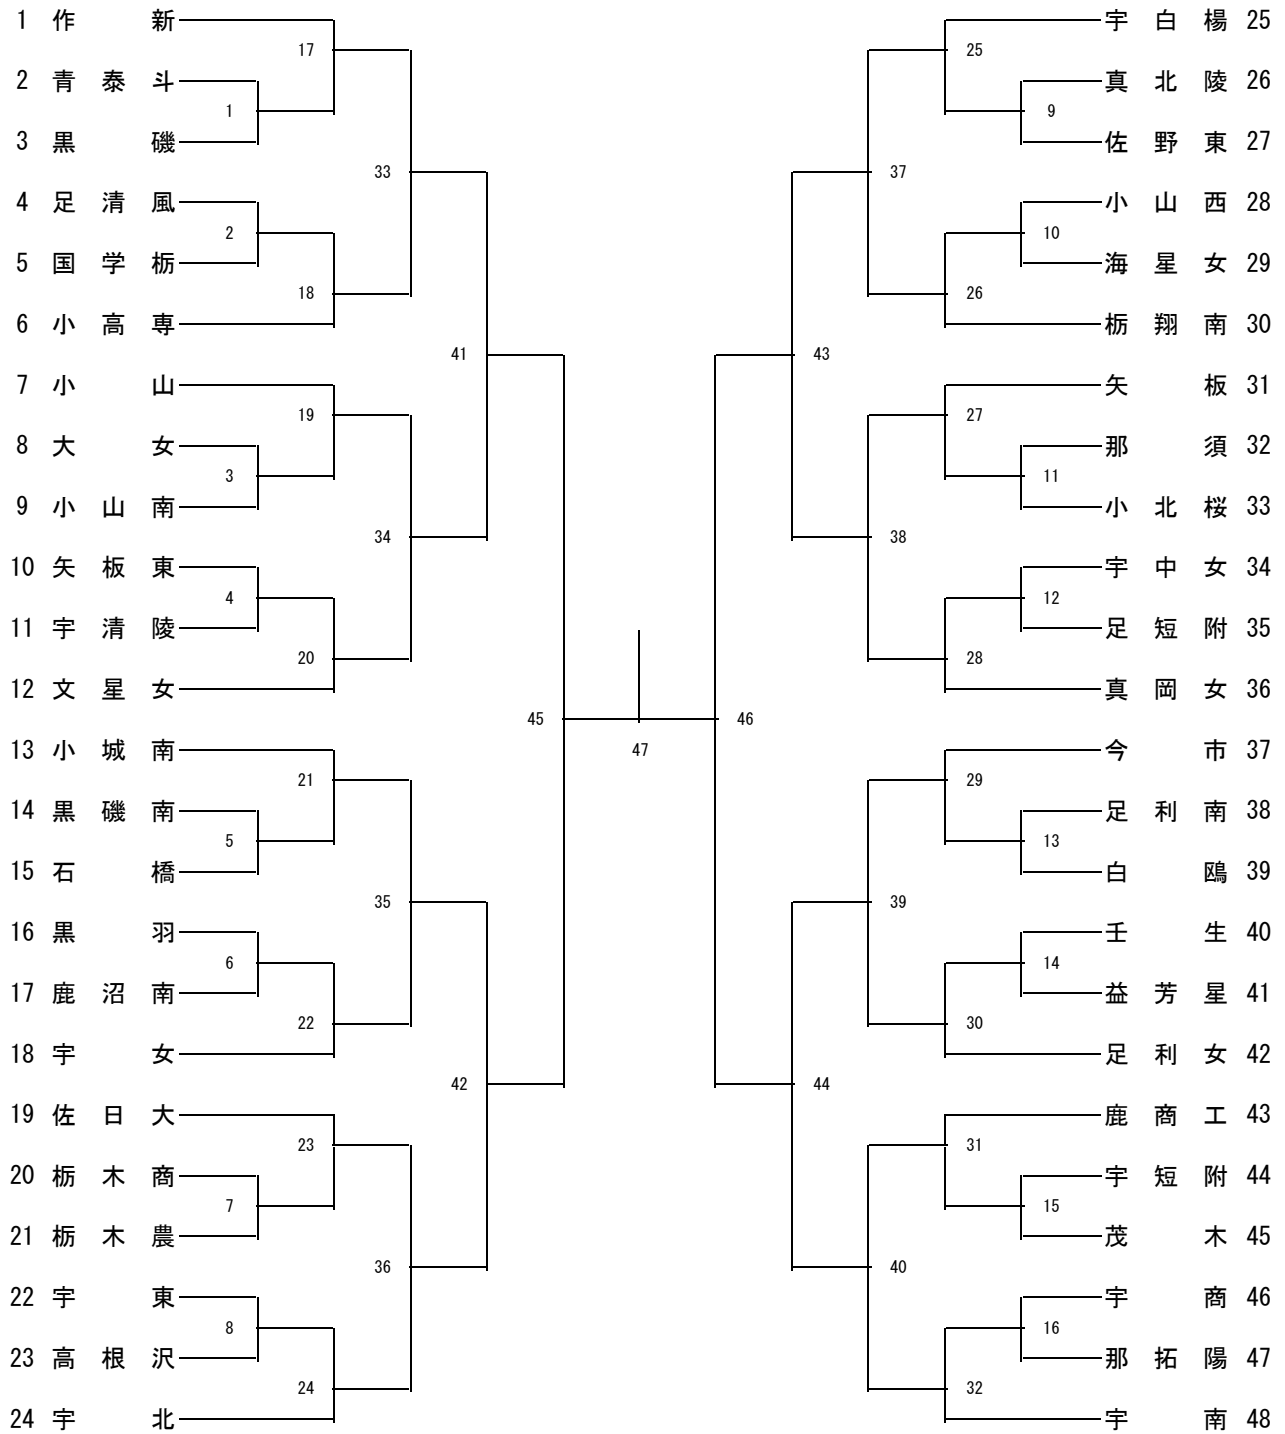 1 作新
2 青泰斗
3 黒磯
4 足清風
5 国学栃
6 小高専
7 小山
8 大女
9 小山南
10 矢板東
11 宇清陵
12 文星女
13 小城南
14 黒磯南
15 石橋
16 黒羽
17 鹿沼南
18 宇女
19 佐日大
20 栃木商
21 栃木農
22 宇東
23 高根沢
24 宇北
1
2
3
4
5
6
7
8
17
18
19
20
21
22
23
24
33
34
35
36
41
42
45
47
46
43
44
37
38
39
40
25
26
27
28
29
30
31
32
9
10
11
12
13
14
15
16
宇白楊 25
真北陵 26
佐野東 27
小山西 28
海星女 29
栃翔南 30
矢板 31
那須 32
小北桜 33
宇中女 34
足短附 35
真岡女 36
今市 37
足利南 38
白鴎 39
壬生 40
益芳星 41
足利女 42
鹿商工 43
宇短附 44
茂木 45
宇商 46
那拓陽 47
宇南 48